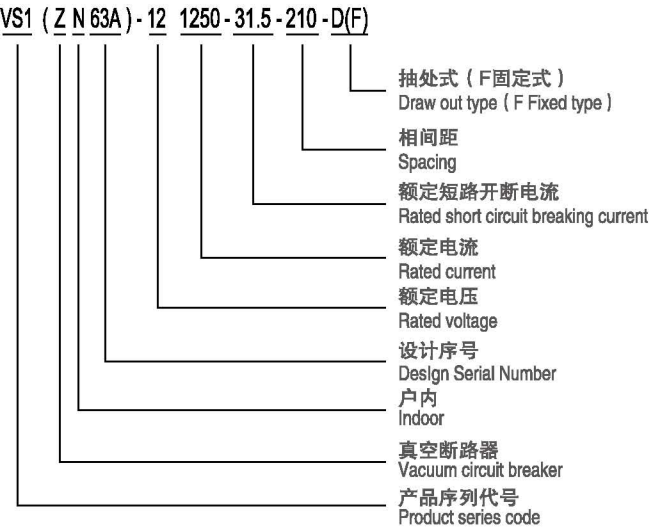 VS1 ( Z N 63A ) - 12 1250 - 31.5 - 210 - D(F)
抽处式 ( F固定式 )
Draw out type ( F Fixed type )
相间距
Spacing
额定短路开断电流
Rated short circuit breaking current
额定电流
Rated current
额定电压
Rated voltage
设计序号
DesIgn Serial Number
户内
Indoor
真空断路器
Vacuum circuit breaker
产品序列代号
Product series code